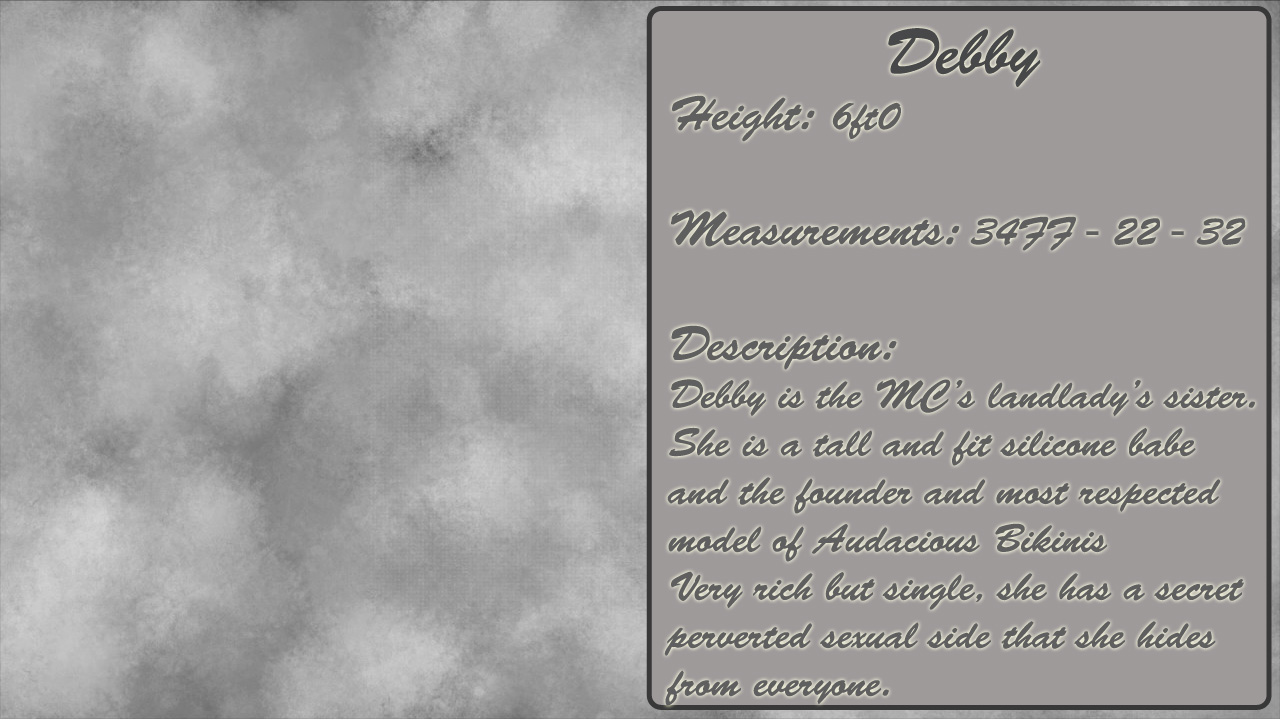 Debby
Height: 6ft0
Measurements: 34FF - 22 - 32
Description:
Debby is the MC's landlady's sister.
She is a tall and fit silicone babe
and the founder and most respected
model of Audacious Bikinis
Very rich but single, she has a secret
perverted sexual side that she hides
from everyone.